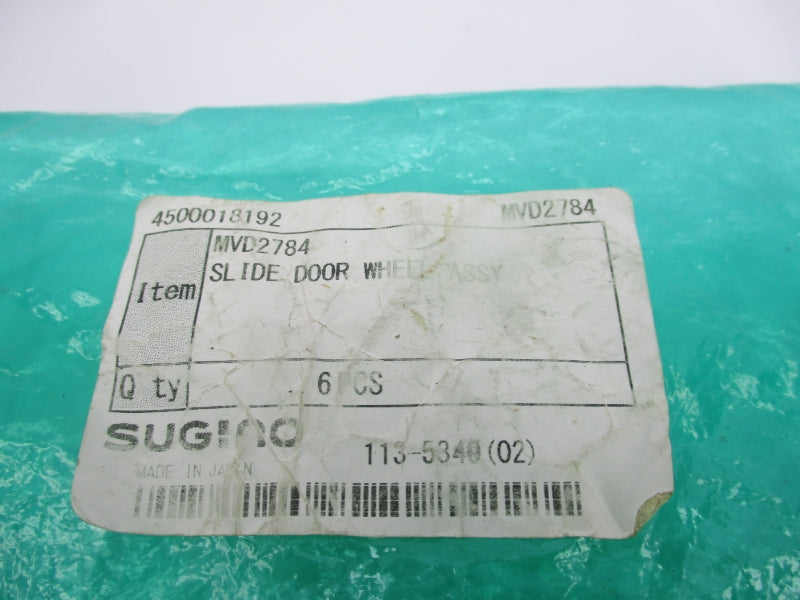 4500018192 MVD2784
Item MVD2784
SLIDE DOOR WHEEL ASSY
Q ty 6 PCS
SUGINO 113-5340(02)
MADE IN JAPAN